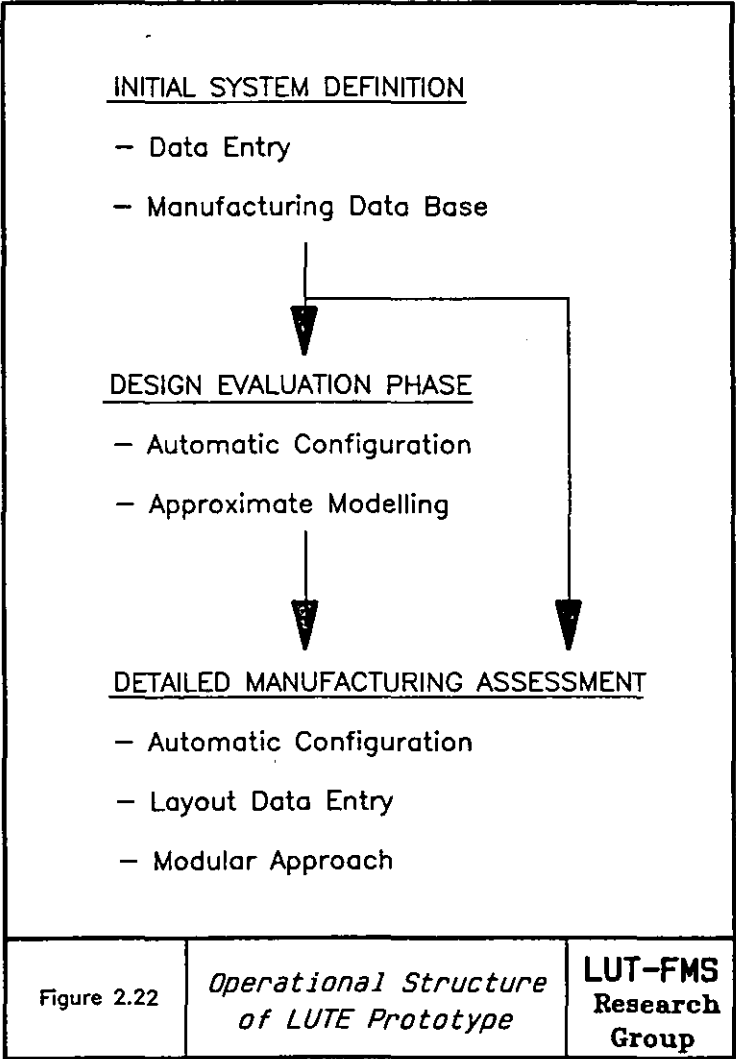 INITIAL SYSTEM DEFINITION
– Data Entry
– Manufacturing Data Base
DESIGN EVALUATION PHASE
– Automatic Configuration
– Approximate Modelling
DETAILED MANUFACTURING ASSESSMENT
– Automatic Configuration
– Layout Data Entry
– Modular Approach
Figure 2.22
Operational Structure
of LUTE Prototype
LUT-FMS
Research
Group